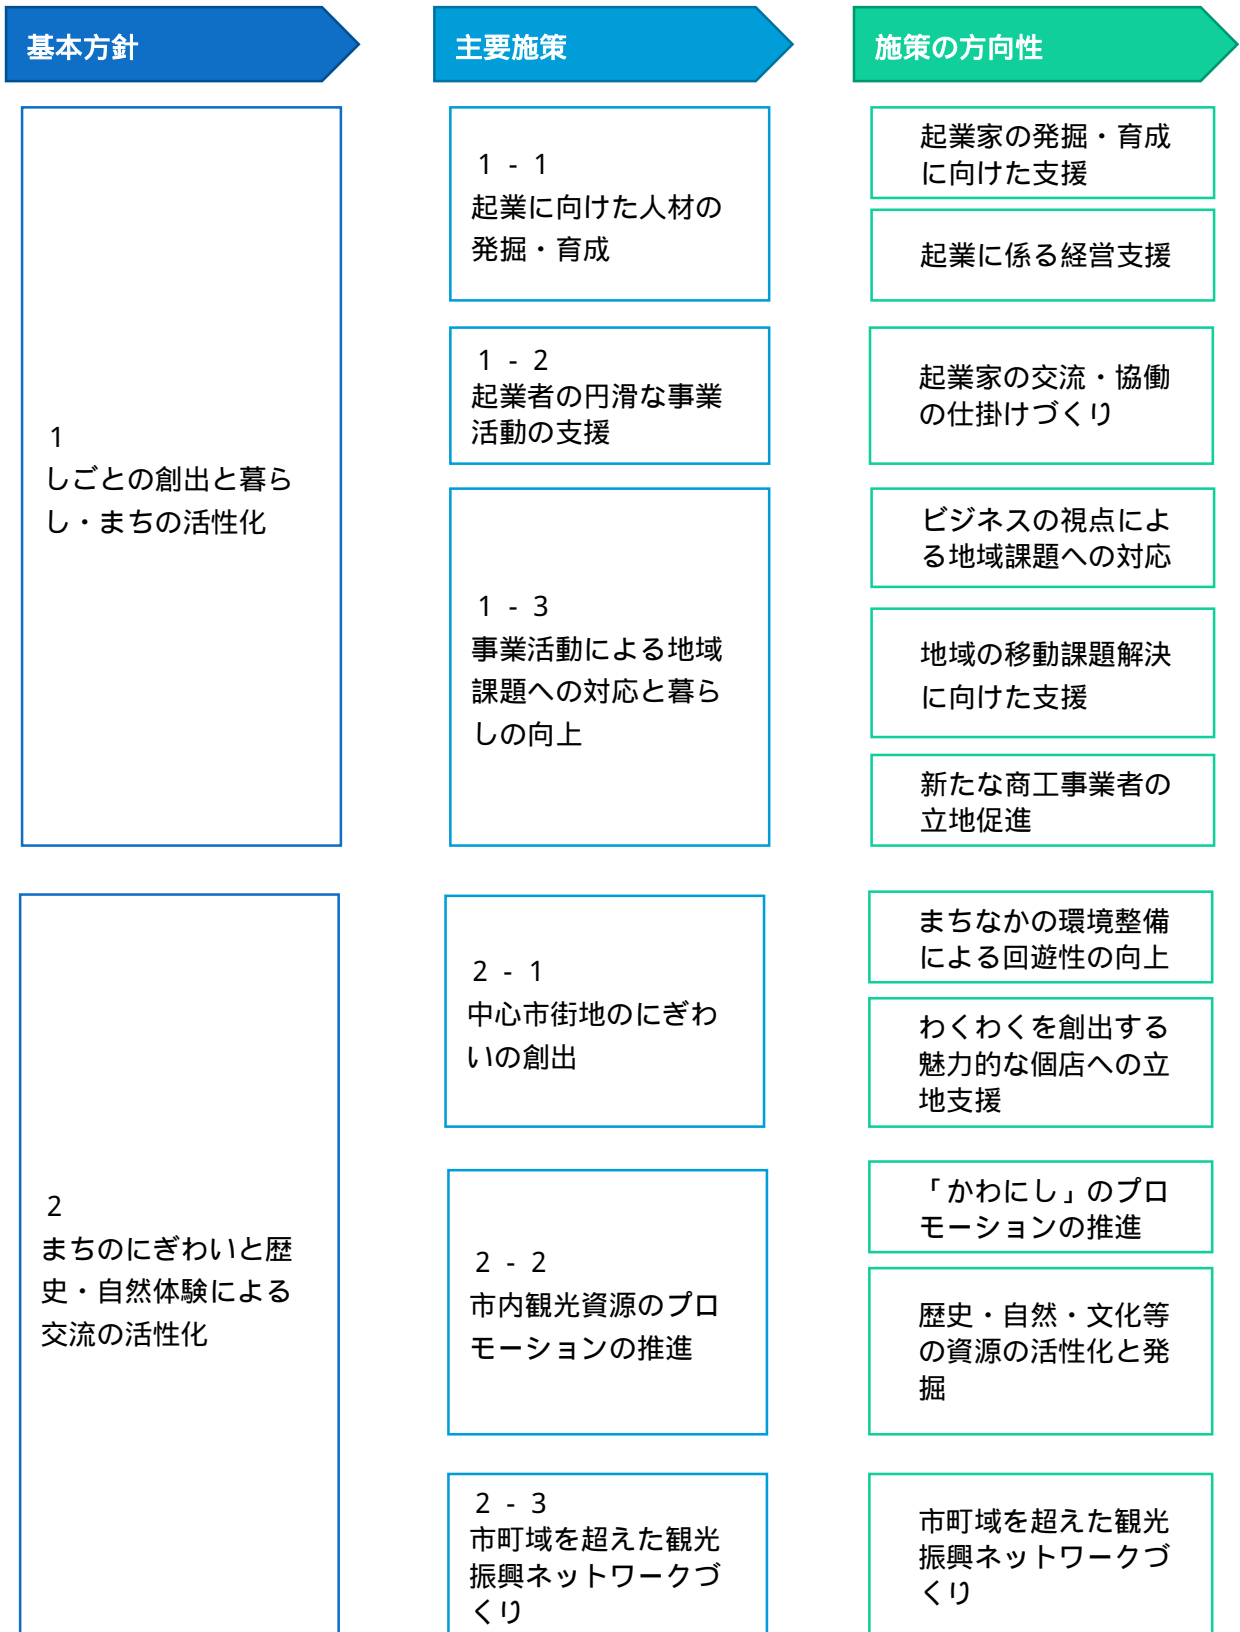 基本方針
主要施策
施策の方向性
1
しごとの創出と暮ら
し・まちの活性化
1 - 1
起業に向けた人材の
発掘・育成
起業家の発掘・育成
に向けた支援
起業に係る経営支援
1 - 2
起業者の円滑な事業
活動の支援
起業家の交流・協働
の仕掛けづくり
1 - 3
事業活動による地域
課題への対応と暮ら
しの向上
ビジネスの視点によ
る地域課題への対応
地域の移動課題解決
に向けた支援
新たな商工事業者の
立地促進
2
まちのにぎわいと歴
史・自然体験による
交流の活性化
2 - 1
中心市街地のにぎわ
いの創出
まちなかの環境整備
による回遊性の向上
わくわくを創出する
魅力的な個店への立
地支援
2 - 2
市内観光資源のプロ
モーションの推進
「かわにし」のプロ
モーションの推進
歴史・自然・文化等
の資源の活性化と発
掘
2 - 3
市町域を超えた観光
振興ネットワークづ
くり
市町域を超えた観光
振興ネットワークづ
くり